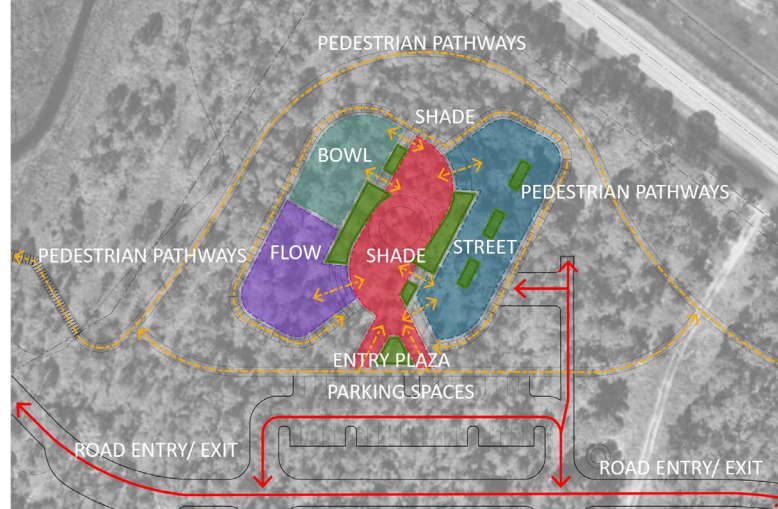 PEDESTRIAN PATHWAYS
SHADE
BOWL
PEDESTRIAN PATHWAYS
FLOW
SHADE
STREET
PEDESTRIAN PATHWAYS
ENTRY PLAZA
PARKING SPACES
ROAD ENTRY/ EXIT
ROAD ENTRY/ EXIT